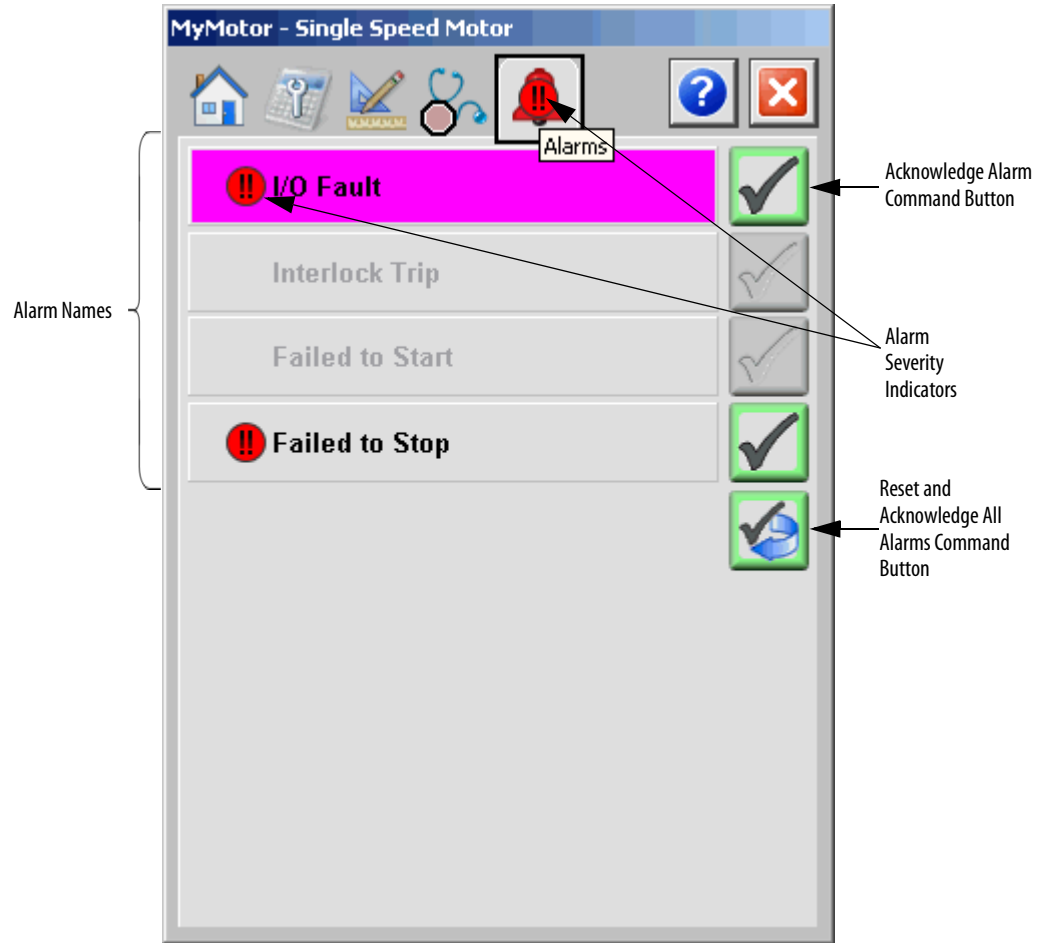 MyMotor - Single Speed Motor
Alarms
I/O Fault
Interlock Trip
Failed to Start
Failed to Stop
Alarm Names
Acknowledge Alarm
Command Button
Alarm
Severity
Indicators
Reset and
Acknowledge All
Alarms Command
Button